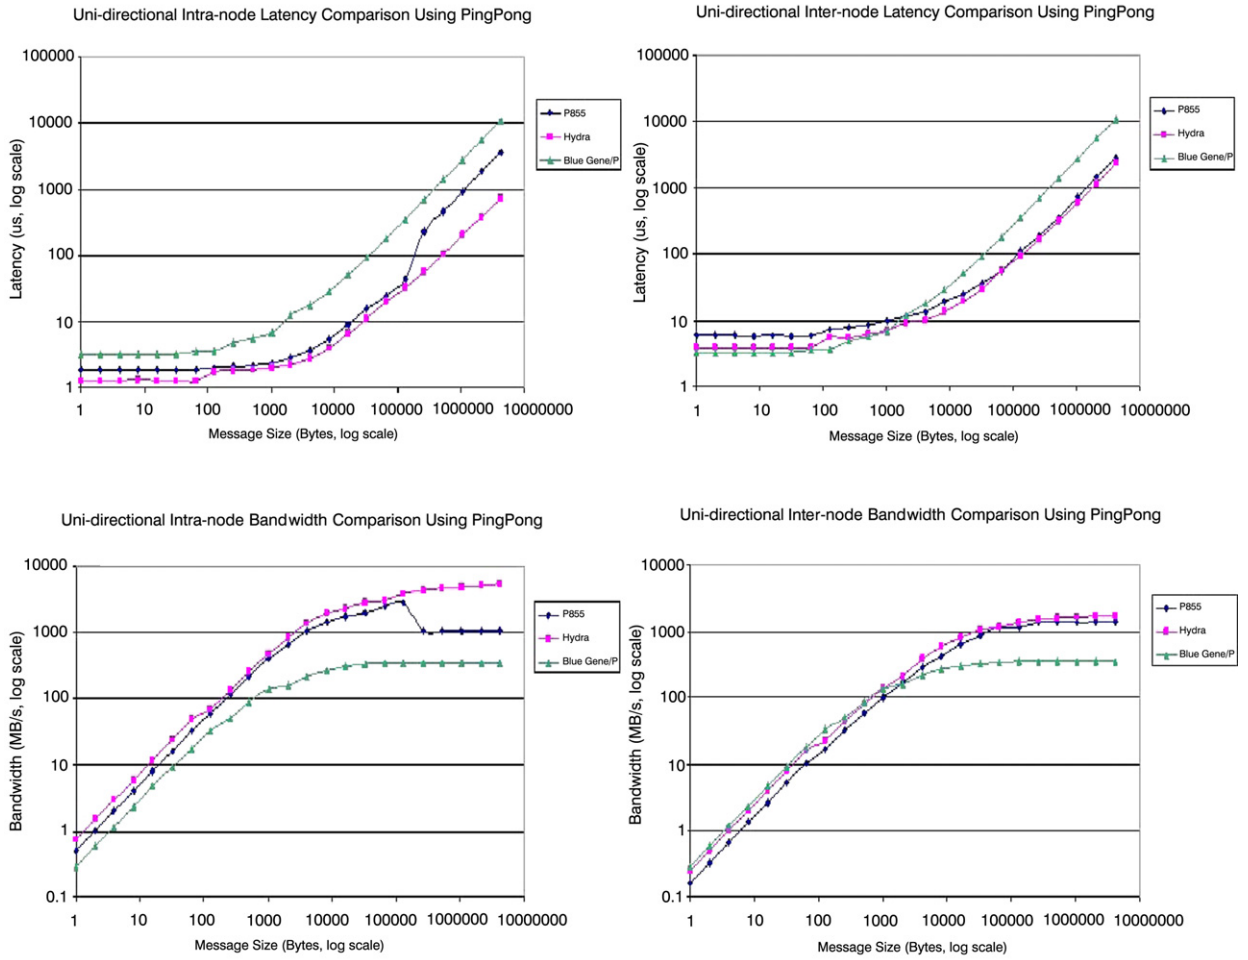 Uni-directional Intra-node Latency Comparison Using PingPong
100000
10000
1000
100
10
1
Latency (us, log scale)
1 10 100 1000 10000 100000 1000000 10000000
Message Size (Bytes, log scale)
P855
Hydra
Blue Gene/P
Uni-directional Inter-node Latency Comparison Using PingPong
100000
10000
1000
100
10
1
Latency (us, log scale)
1 10 100 1000 10000 100000 1000000 10000000
Message Size (Bytes, log scale)
P855
Hydra
Blue Gene/P
Uni-directional Intra-node Bandwidth Comparison Using PingPong
10000
1000
100
10
1
0.1
Bandwidth (MB/s, log scale)
1 10 100 1000 10000 100000 1000000 10000000
Message Size (Bytes, log scale)
P855
Hydra
Blue Gene/P
Uni-directional Inter-node Bandwidth Comparison Using PingPong
10000
1000
100
10
1
0.1
Bandwidth (MB/s, log scale)
1 10 100 1000 10000 100000 1000000 10000000
Message Size (Bytes, log scale)
P855
Hydra
Blue Gene/P